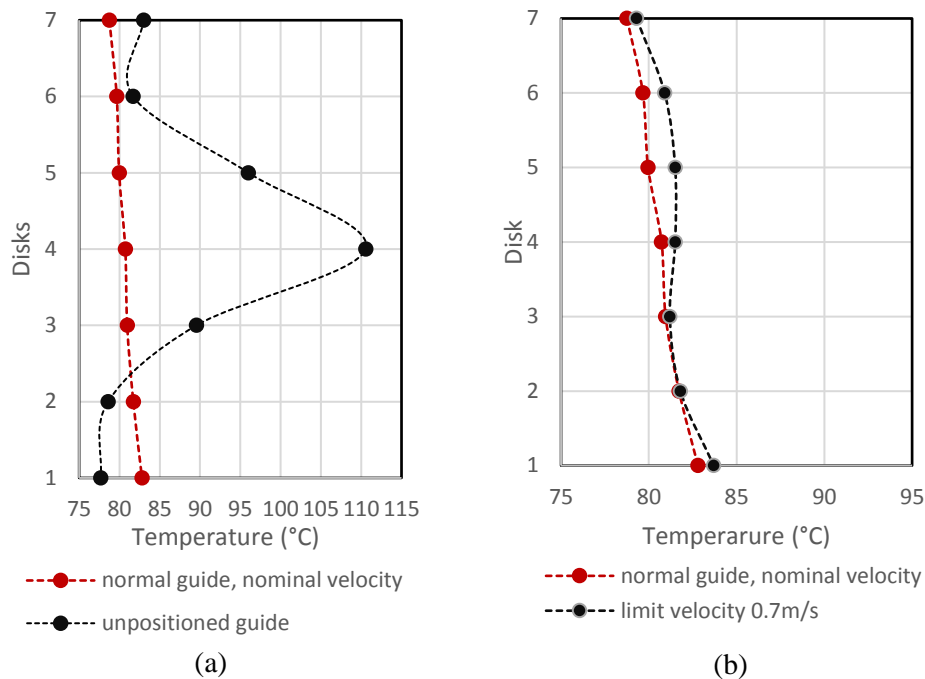 7
6
5
4
3
2
1
Disks
75 80 85 90 95 100 105 110 115
Temperature (°C)
normal guide, nominal velocity
unpositioned guide
(a)
7
6
5
4
3
2
1
Disk
75 80 85 90 95
Temperarure (°C)
normal guide, nominal velocity
limit velocity 0.7m/s
(b)